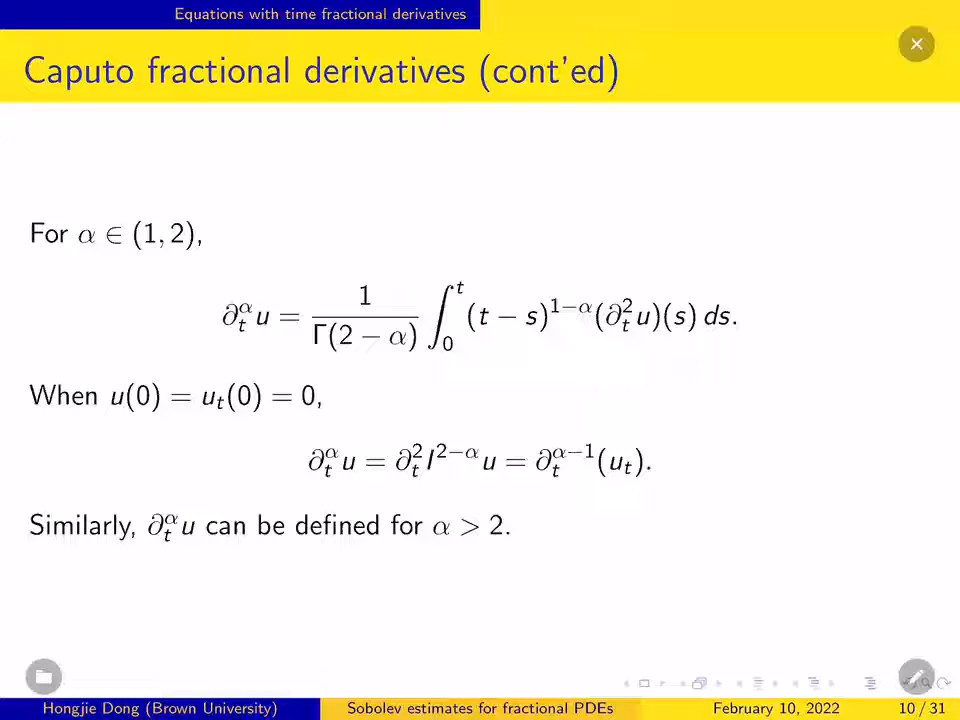 Equations with time fractional derivatives
Caputo fractional derivatives (cont'ed)
For α ∈ (1, 2),
∂_t^α u = \frac{1}{Γ(2 − α)} ∫_0^t (t − s)^{1−α} (∂_t^2 u)(s) ds.
When u(0) = u_t(0) = 0,
∂_t^α u = ∂_t^2 I^{2−α} u = ∂_t^{α−1}(u_t).
Similarly, ∂_t^α u can be defined for α > 2.
Hongjie Dong (Brown University) Sobolev estimates for fractional PDEs February 10, 2022 10 / 31